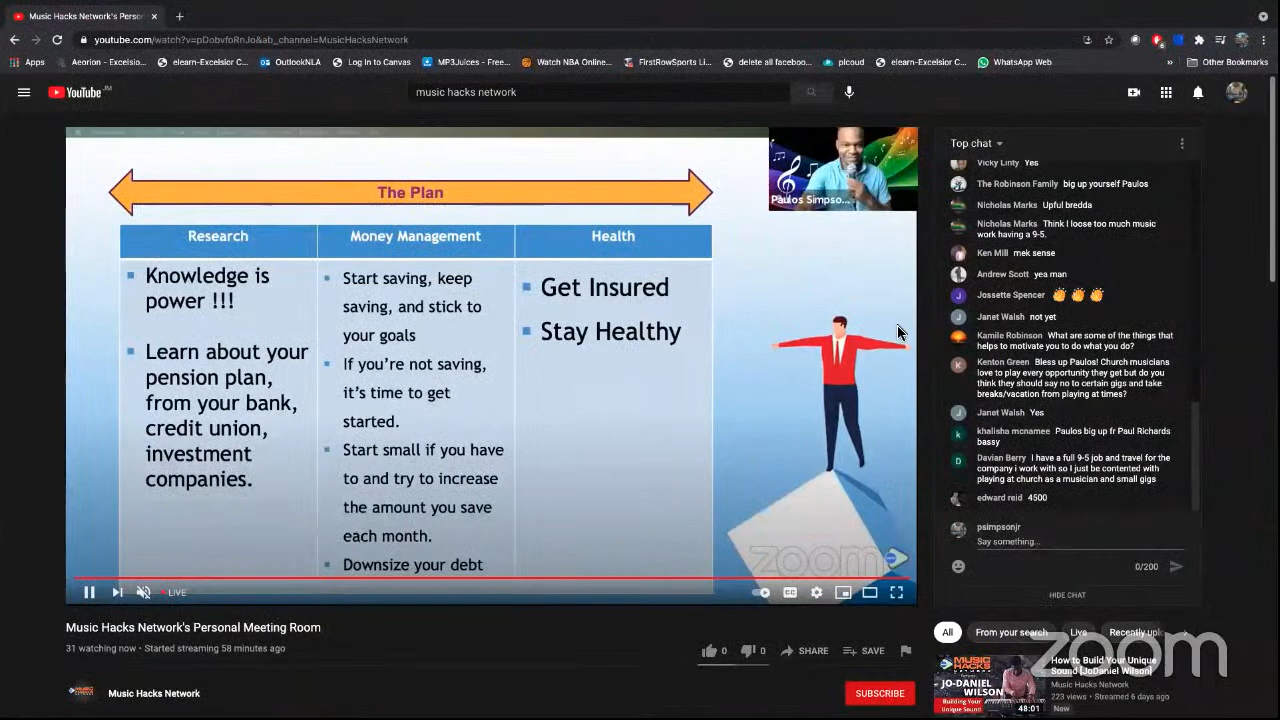 Music Hacks Network's Perso
youtube.com/watch?v=pDobvfoRnJo&ab_channel=MusicHacksNetwork
Apps Aeorion - Excelsio... elearn-Excelsior C... OutlookNLA Log In to Canvas MP3Juices - Free... Watch NBA Online... FirstRowSports Li... delete all faceboo... plcoud elearn-Excelsior C... WhatsApp Web » Other Bookmarks
YouTube JM
music hacks network
The Plan
Research Money Management Health
Knowledge is
power !!!
Learn about your
pension plan,
from your bank,
credit union,
investment
companies.
Start saving, keep
saving, and stick to
your goals
If you're not saving,
it's time to get
started.
Start small if you have
to and try to increase
the amount you save
each month.
Downsize your debt
Get Insured
Stay Healthy
Paulos Simpso...
zoom
LIVE
CC
Music Hacks Network's Personal Meeting Room
31 watching now • Started streaming 58 minutes ago
0 0 SHARE SAVE
Music Hacks Network
SUBSCRIBE
Top chat
Vicky Linty Yes
The Robinson Family big up yourself Paulos
Nicholas Marks Upful bredda
Nicholas Marks Think I loose too much music
work having a 9-5.
Ken Mill mek sense
Andrew Scott yea man
Jossette Spencer 👏 👏 👏
Janet Walsh not yet
Kamile Robinson What are some of the things that
helps to motivate you to do what you do?
Kenton Green Bless up Paulos! Church musicians
love to play every opportunity they get but do you
think they should say no to certain gigs and take
breaks/vacation from playing at times?
Janet Walsh Yes
khalisha mcnamee Paulos big up fr Paul Richards
bassy
Davian Berry I have a full 9-5 job and travel for the
company i work with so I just be contented with
playing at church as a musician and small gigs
edward reid 4500
psimpsonjr
Say something...
0/200
HIDE CHAT
All From your search Live Recently upl
MUSIC
HACKS
JO-DANIEL
WILSON
Building Your
Unique Sound
48:01
How to Build Your Unique
Sound [JoDaniel Wilson]
Music Hacks Network
223 views • Streamed 6 days ago
New
zoom